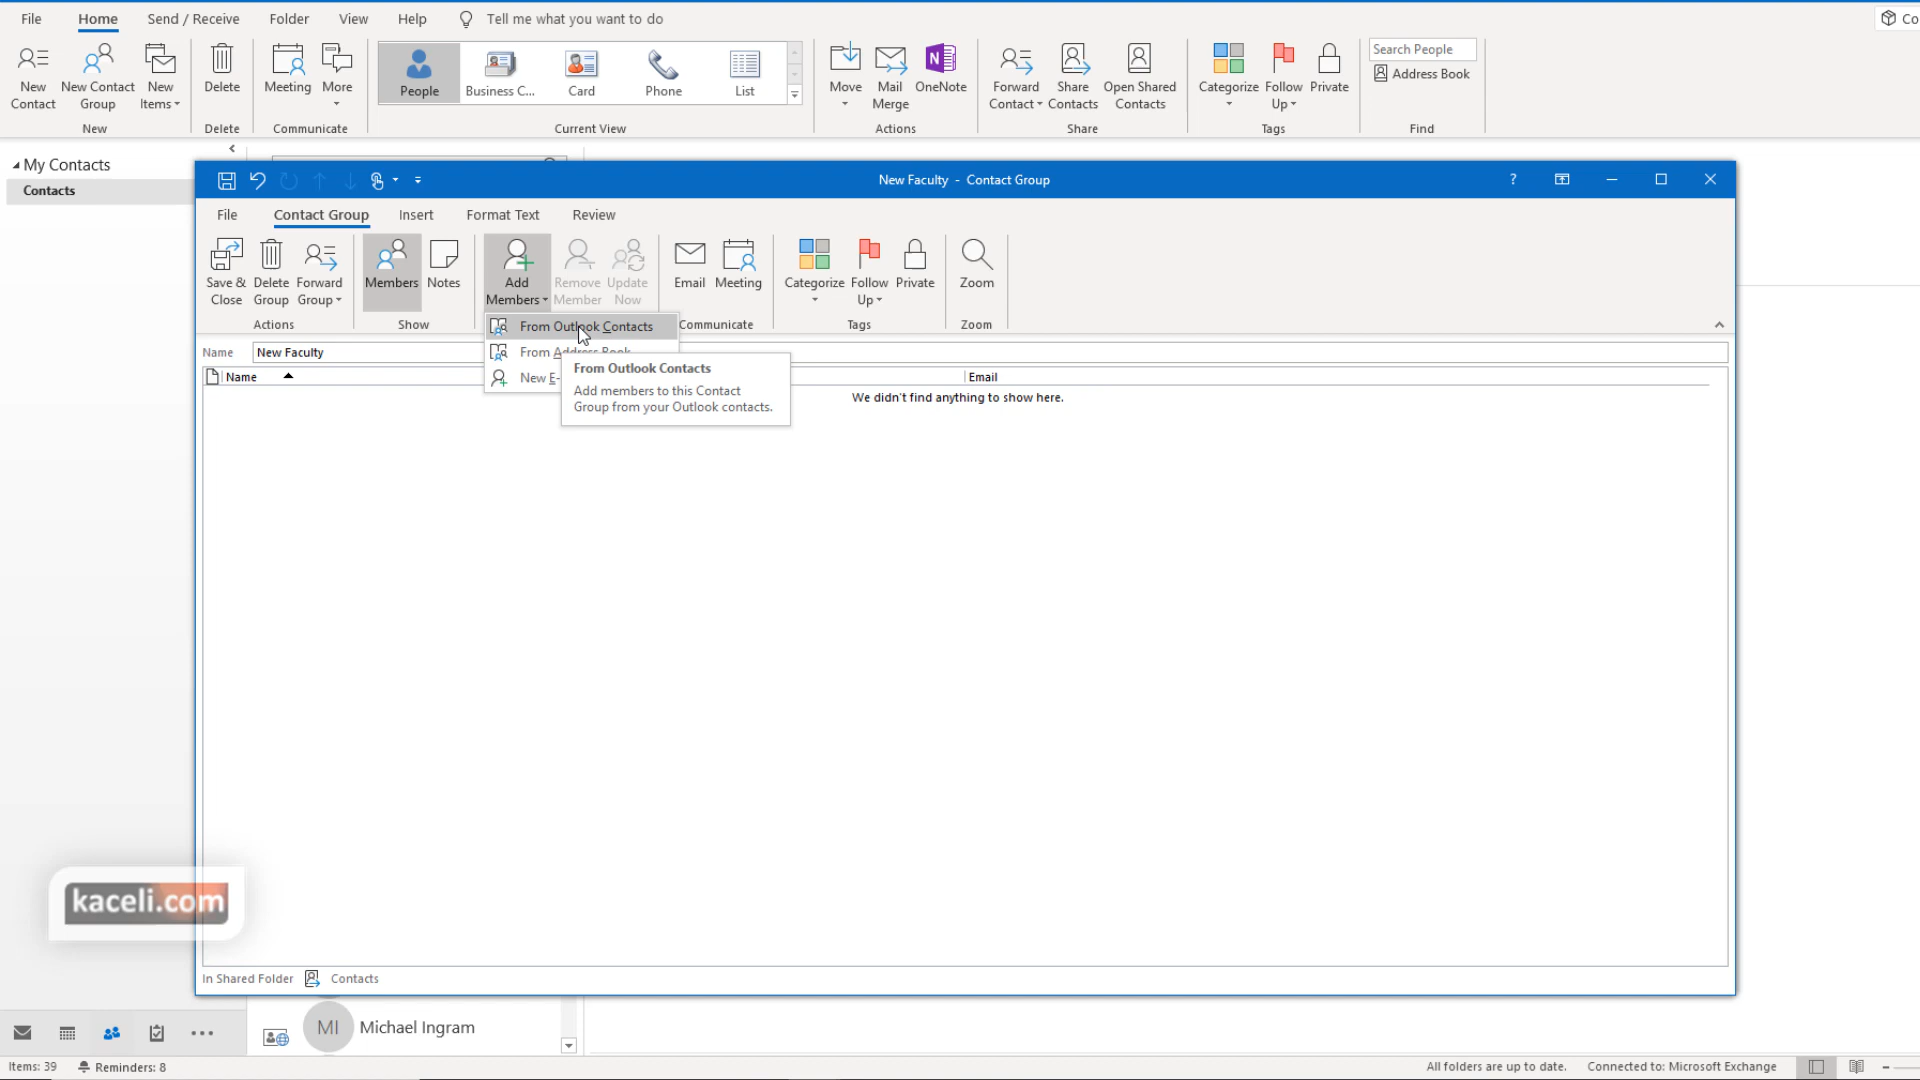 File Home Send / Receive Folder View Help Tell me what you want to do Co
New Contact
New Contact Group
New Items
New
Delete
Delete
Meeting
More
Communicate
People
Business C...
Card
Phone
List
Current View
Move
Mail Merge
OneNote
Actions
Forward Contact
Share Contacts
Open Shared Contacts
Share
Categorize
Follow Up
Private
Tags
Search People
Address Book
Find
My Contacts
Contacts
New Faculty - Contact Group
File Contact Group Insert Format Text Review
Save & Close
Delete Group
Forward Group
Actions
Members
Notes
Show
Add Members
Remove Member
Update Now
Email
Meeting
Communicate
Categorize
Follow Up
Private
Tags
Zoom
Zoom
From Outlook Contacts
From Address Book
New E-
From Outlook Contacts
Add members to this Contact
Group from your Outlook contacts.
Name New Faculty
Name Email
We didn't find anything to show here.
kaceli.com
In Shared Folder Contacts
MI Michael Ingram
Items: 39 Reminders: 8 All folders are up to date. Connected to: Microsoft Exchange